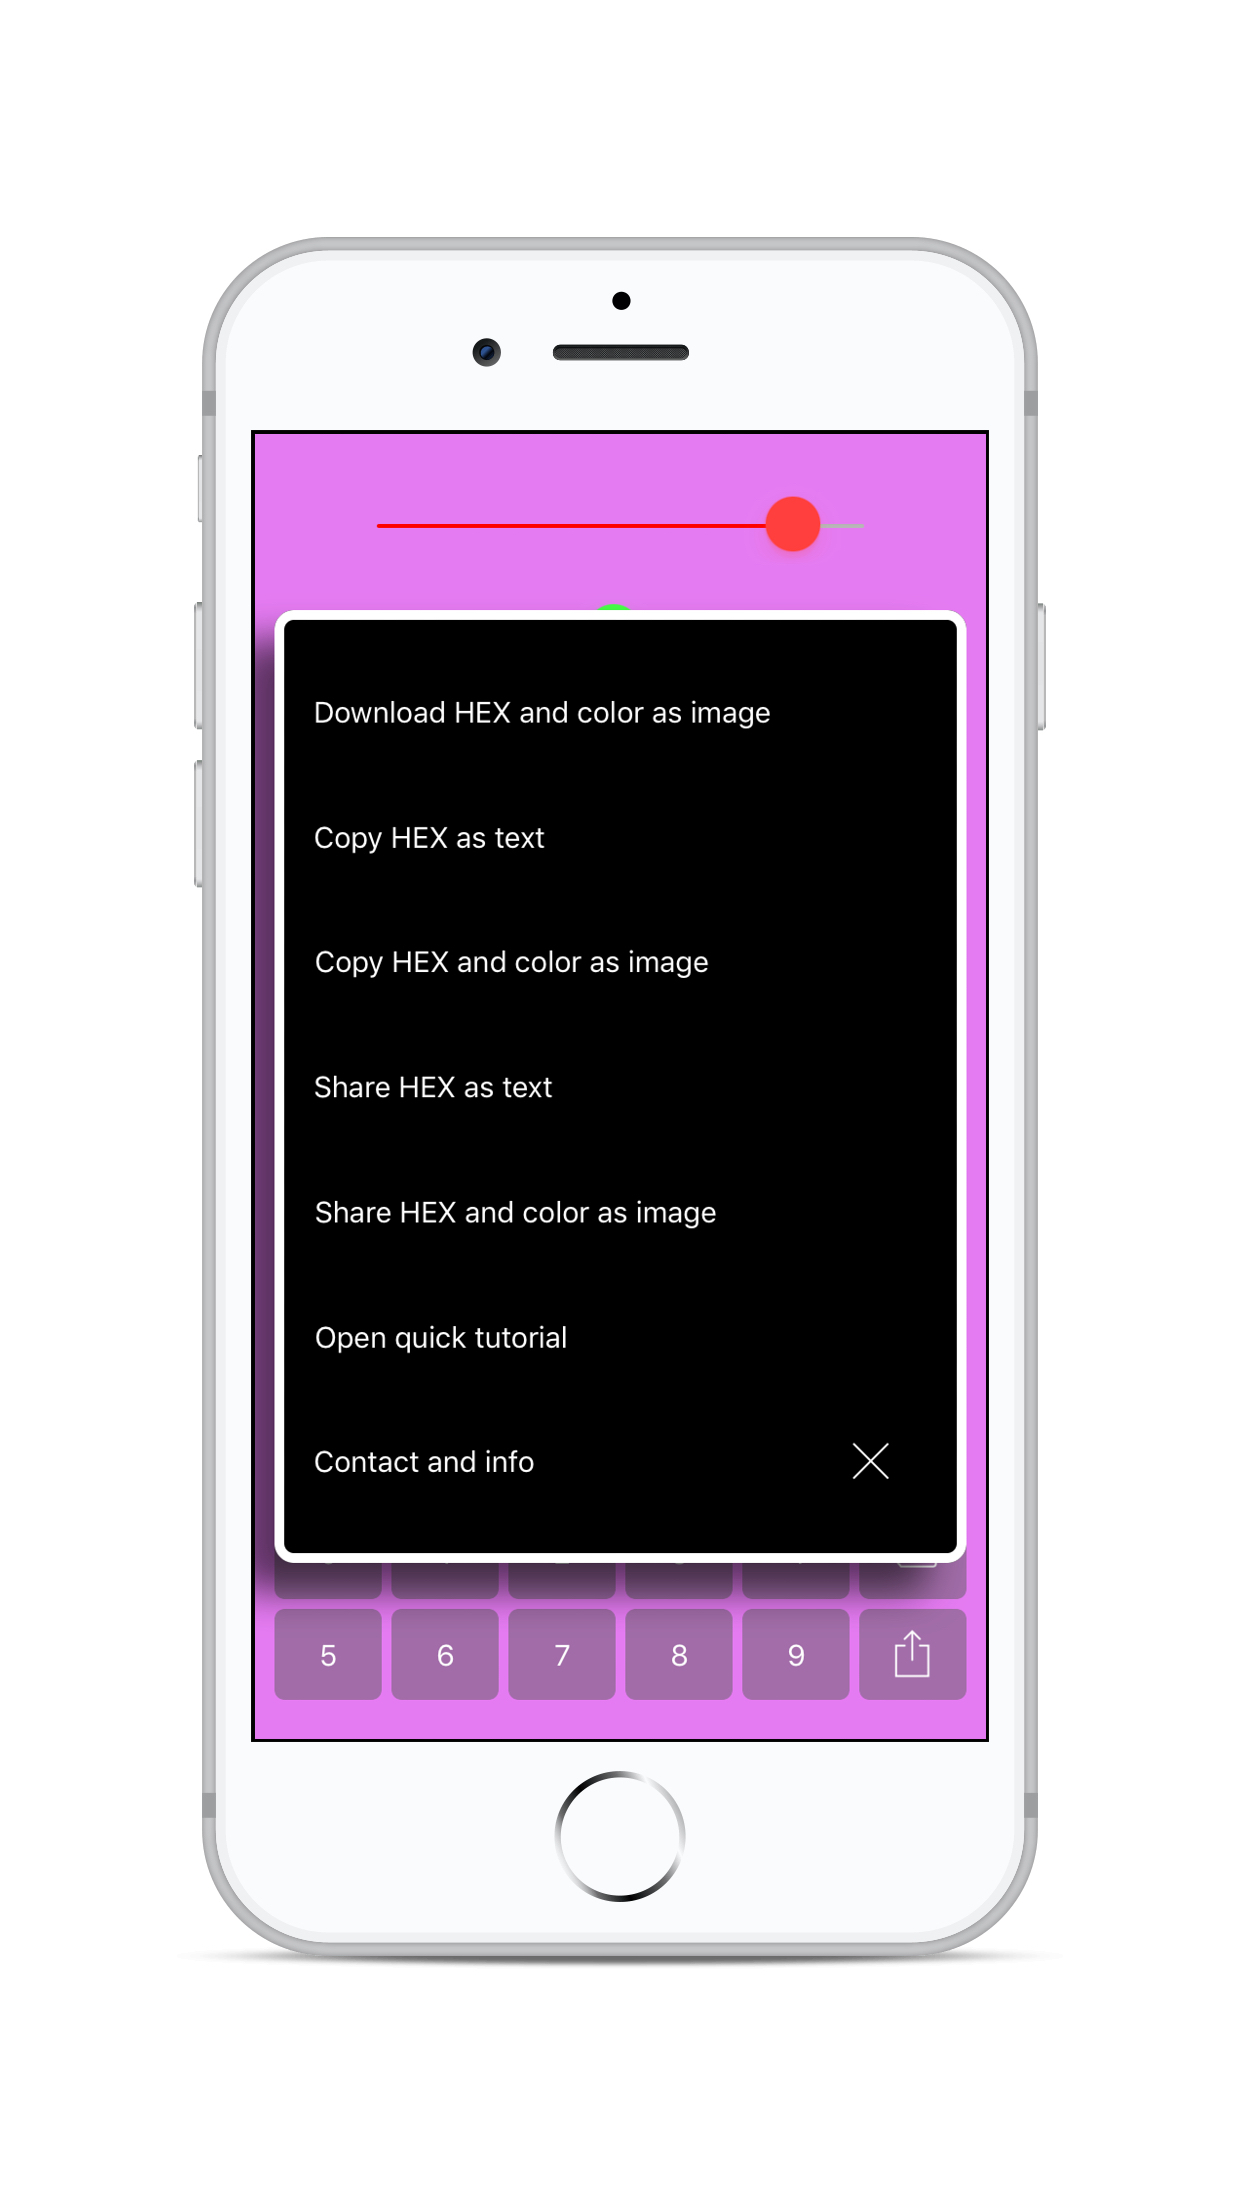 Download HEX and color as image
Copy HEX as text
Copy HEX and color as image
Share HEX as text
Share HEX and color as image
Open quick tutorial
Contact and info
5 6 7 8 9